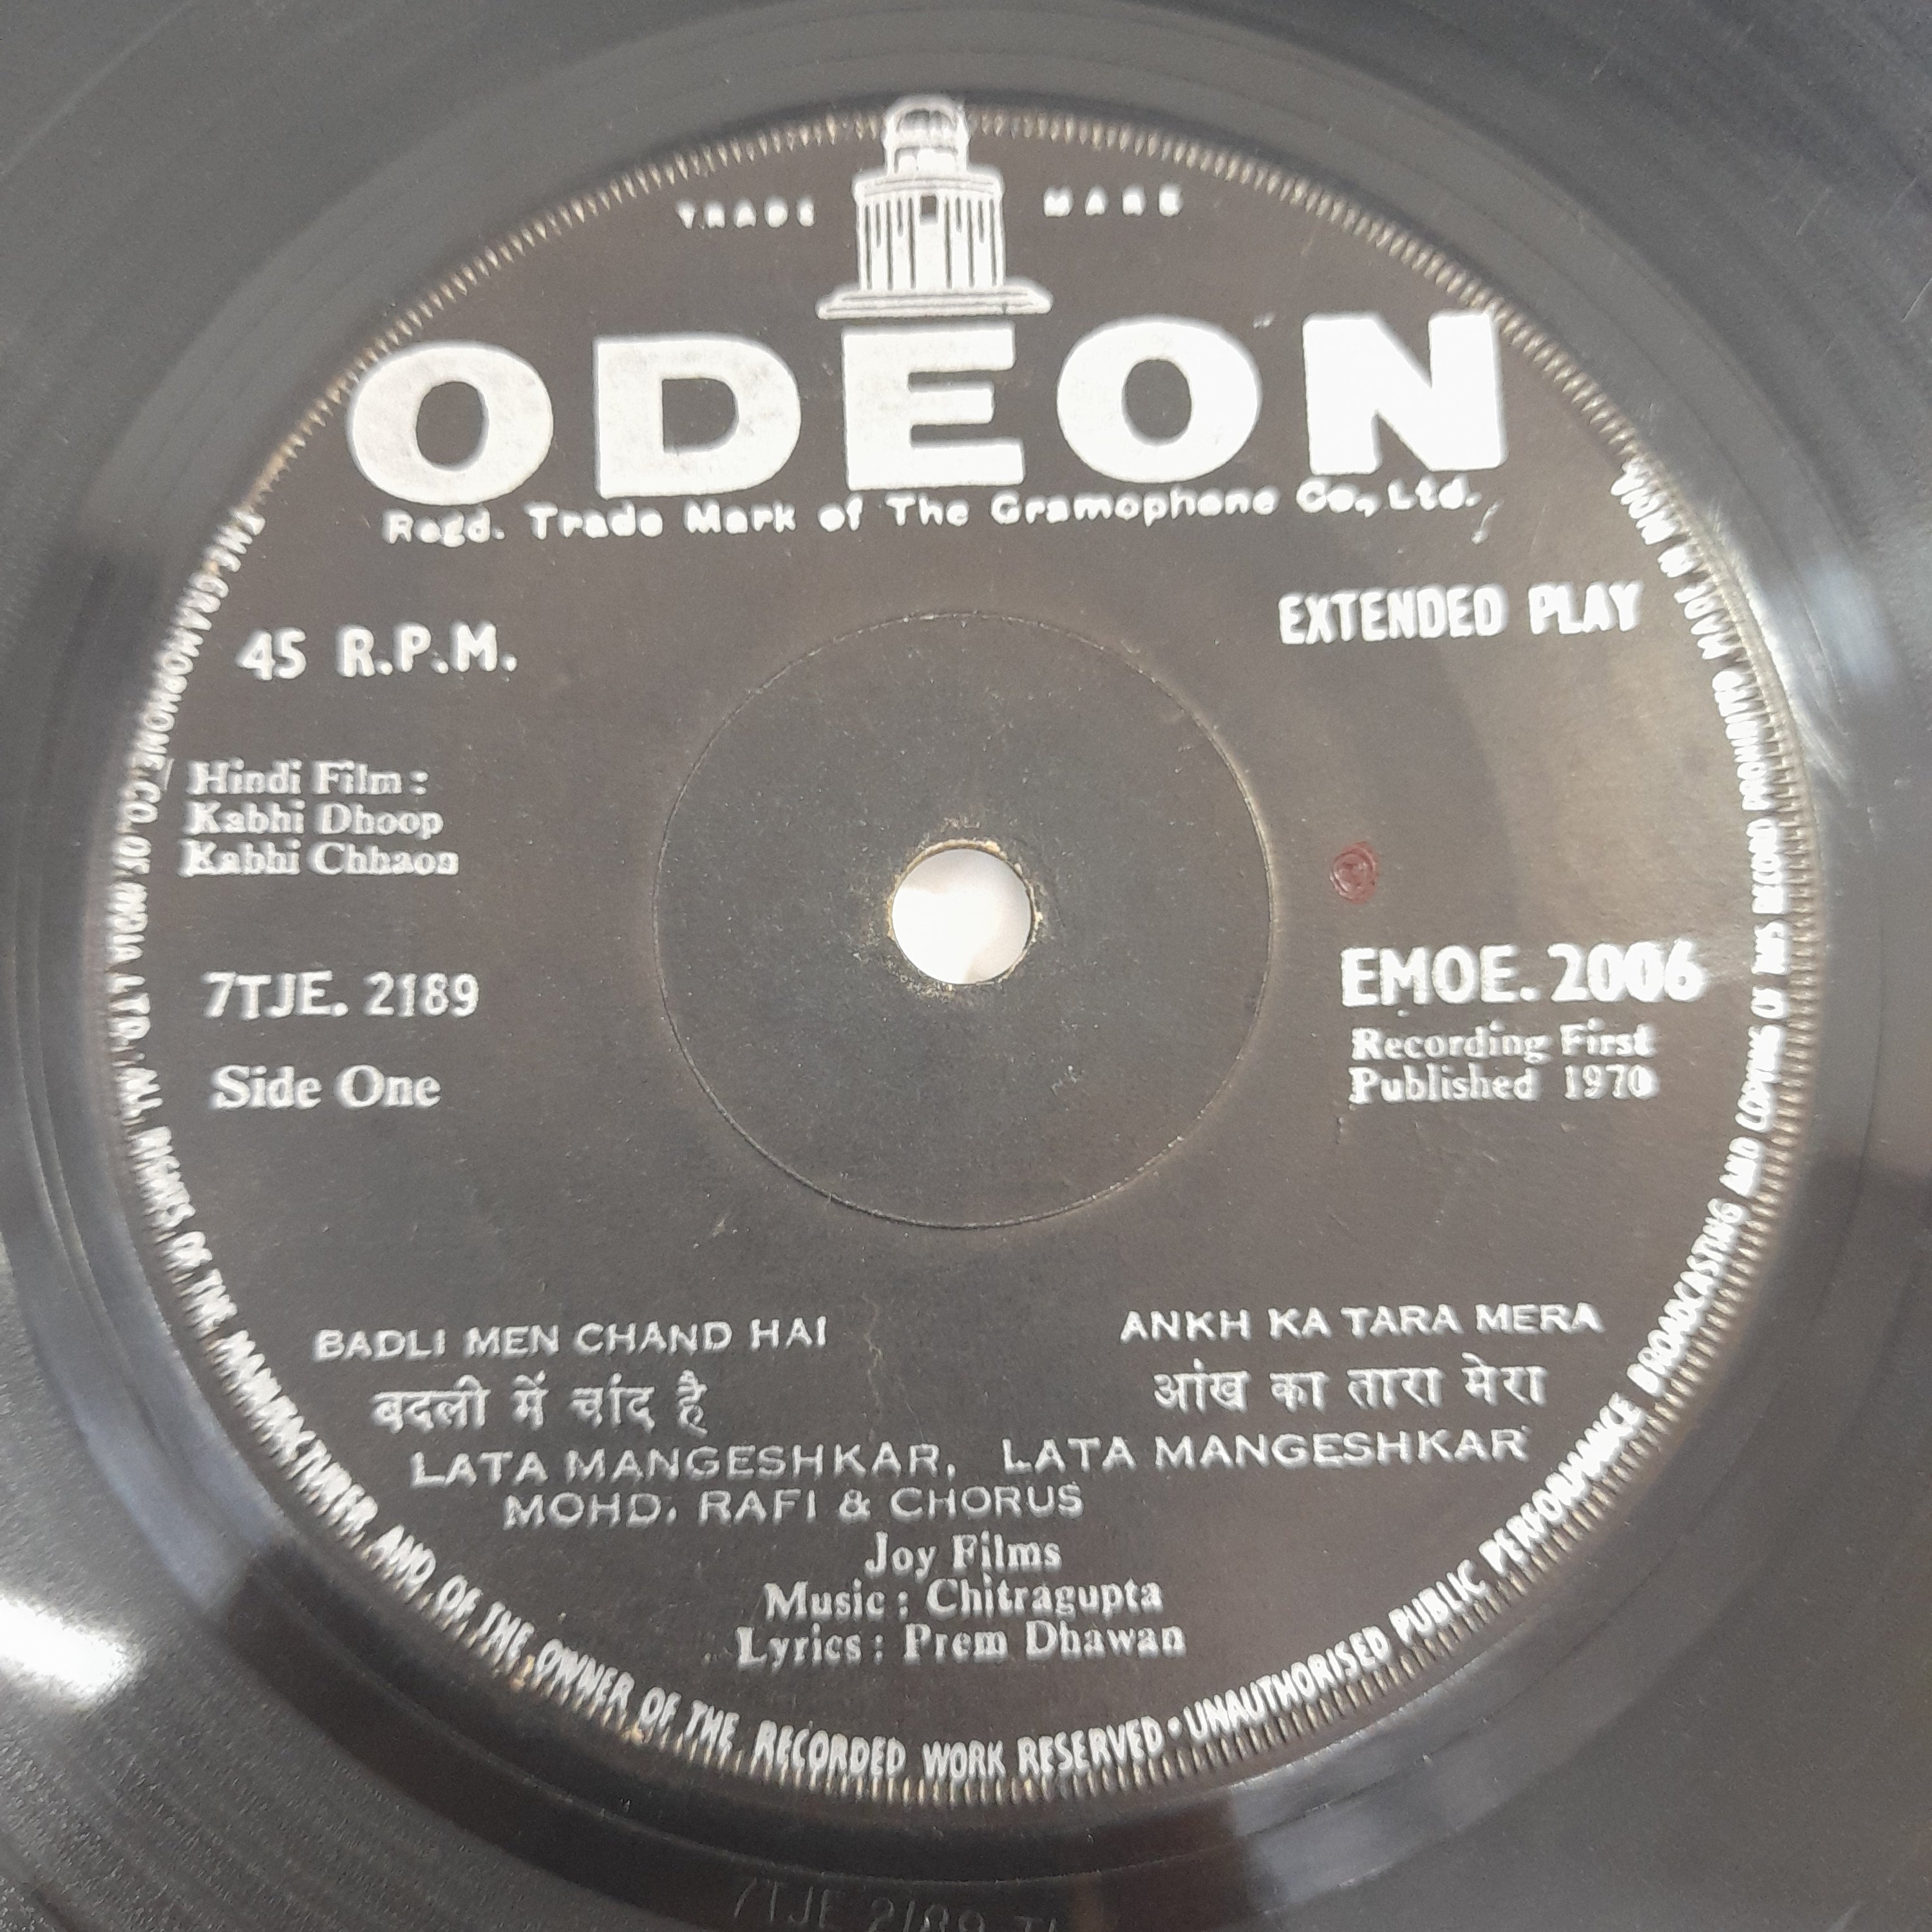 TRADE MARK
ODEON
Regd. Trade Mark of The Gramophone Co., Ltd.
45 R.P.M.
EXTENDED PLAY
Hindi Film :
Kabhi Dhoop
Kabhi Chhaon
7TJE. 2189
Side One
EMOE. 2006
Recording First
Published 1970
BADLI MEN CHAND HAI
बदली में चांद है
ANKH KA TARA MERA
आंख का तारा मेरा
LATA MANGESHKAR, LATA MANGESHKAR
MOHD. RAFI & CHORUS
Joy Films
Music : Chitragupta
Lyrics : Prem Dhawan
THE GRAMOPHONE CO. OF INDIA LTD. ALL RIGHTS OF THE MANUFACTURER AND OF THE OWNER OF THE RECORDED WORK RESERVED • UNAUTHORISED PUBLIC PERFORMANCE BROADCASTING AND COPYING OF THIS RECORD PROHIBITED MADE IN INDIA
7TJE 2189